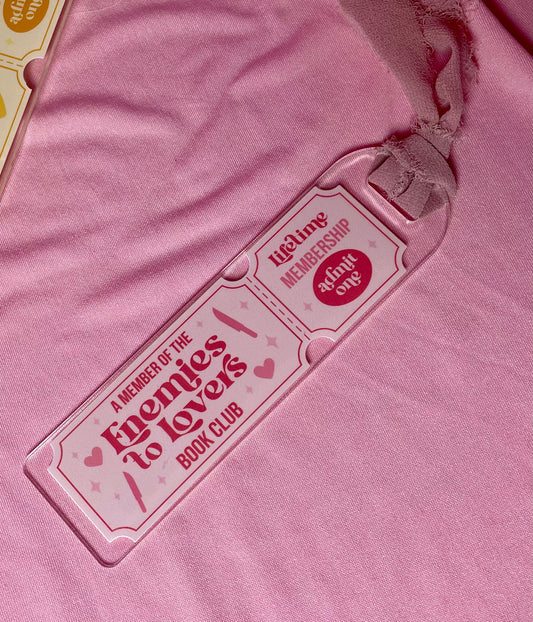 A MEMBER OF THE
Enemies
to Lovers
BOOK CLUB
Lifetime
MEMBERSHIP
admit
one